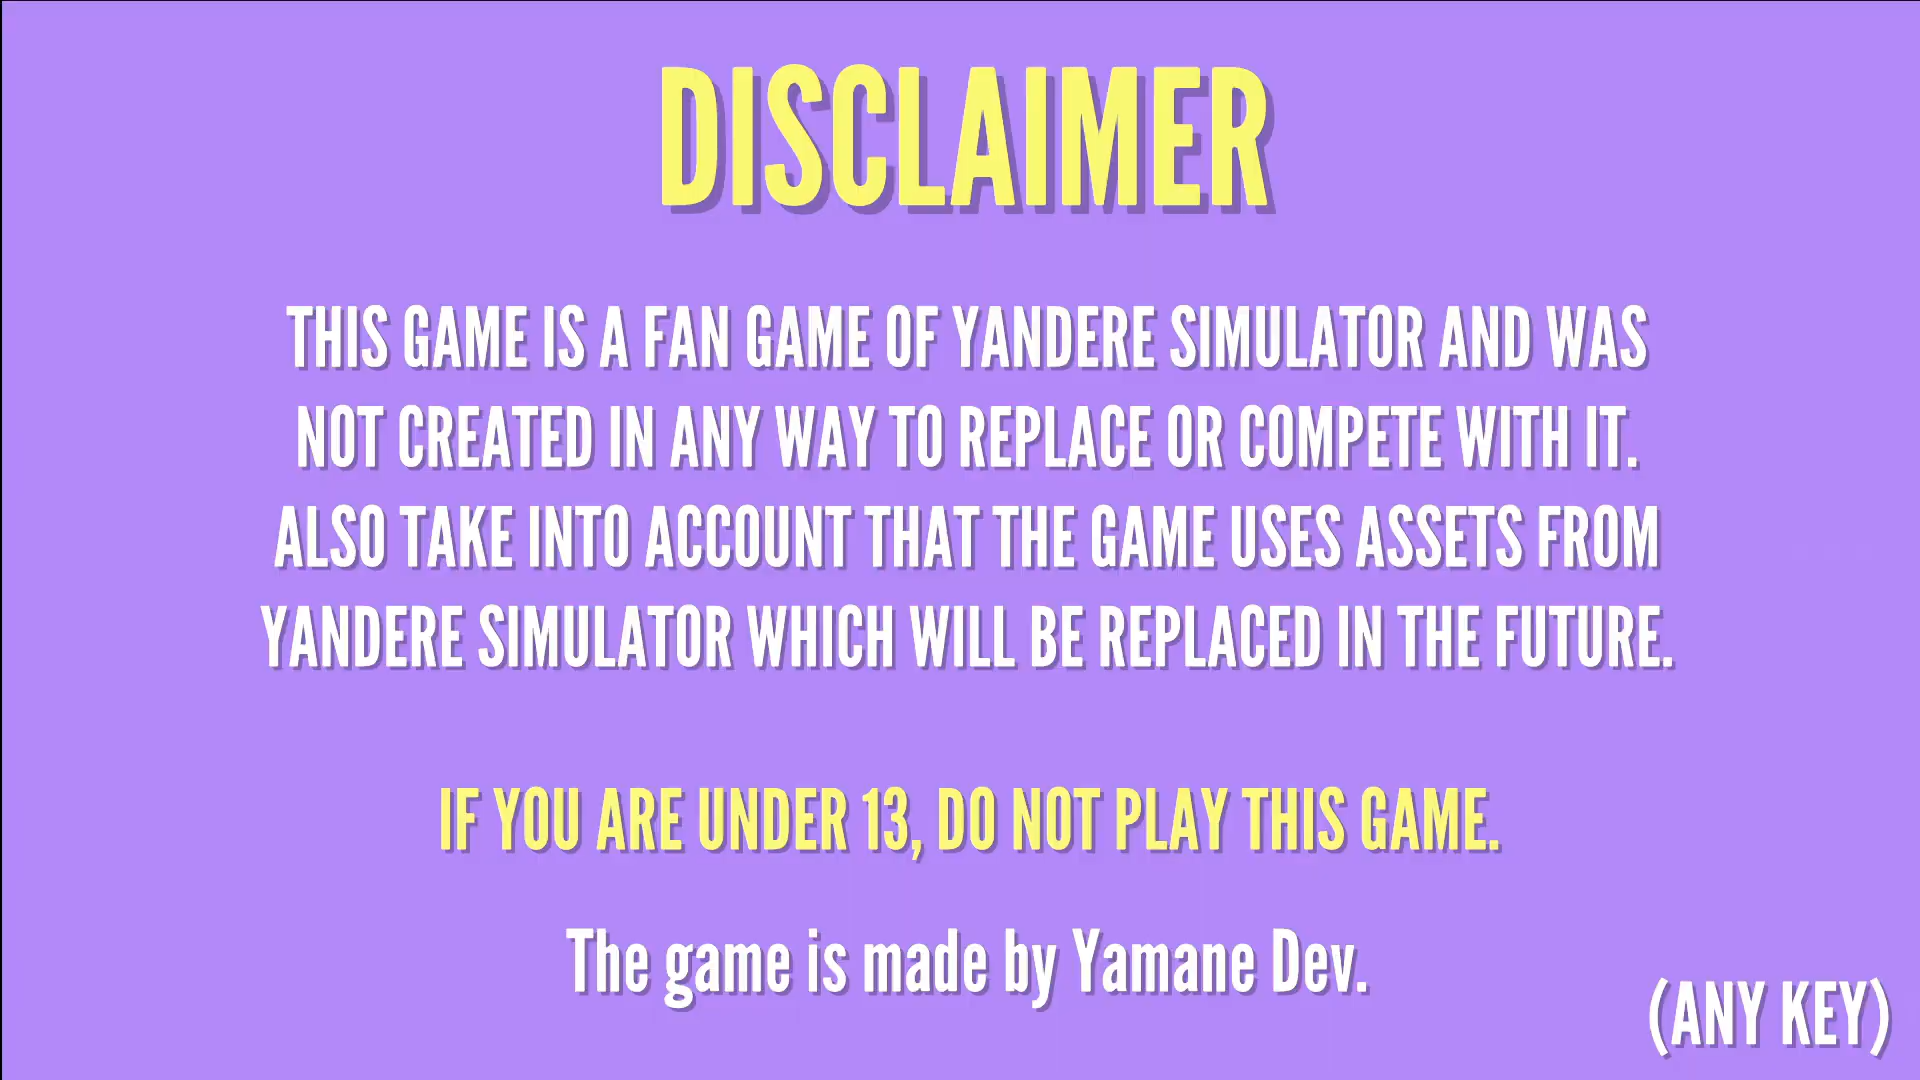 DISCLAIMER
THIS GAME IS A FAN GAME OF YANDERE SIMULATOR AND WAS
NOT CREATED IN ANY WAY TO REPLACE OR COMPETE WITH IT.
ALSO TAKE INTO ACCOUNT THAT THE GAME USES ASSETS FROM
YANDERE SIMULATOR WHICH WILL BE REPLACED IN THE FUTURE.
IF YOU ARE UNDER 13, DO NOT PLAY THIS GAME.
The game is made by Yamane Dev.
(ANY KEY)